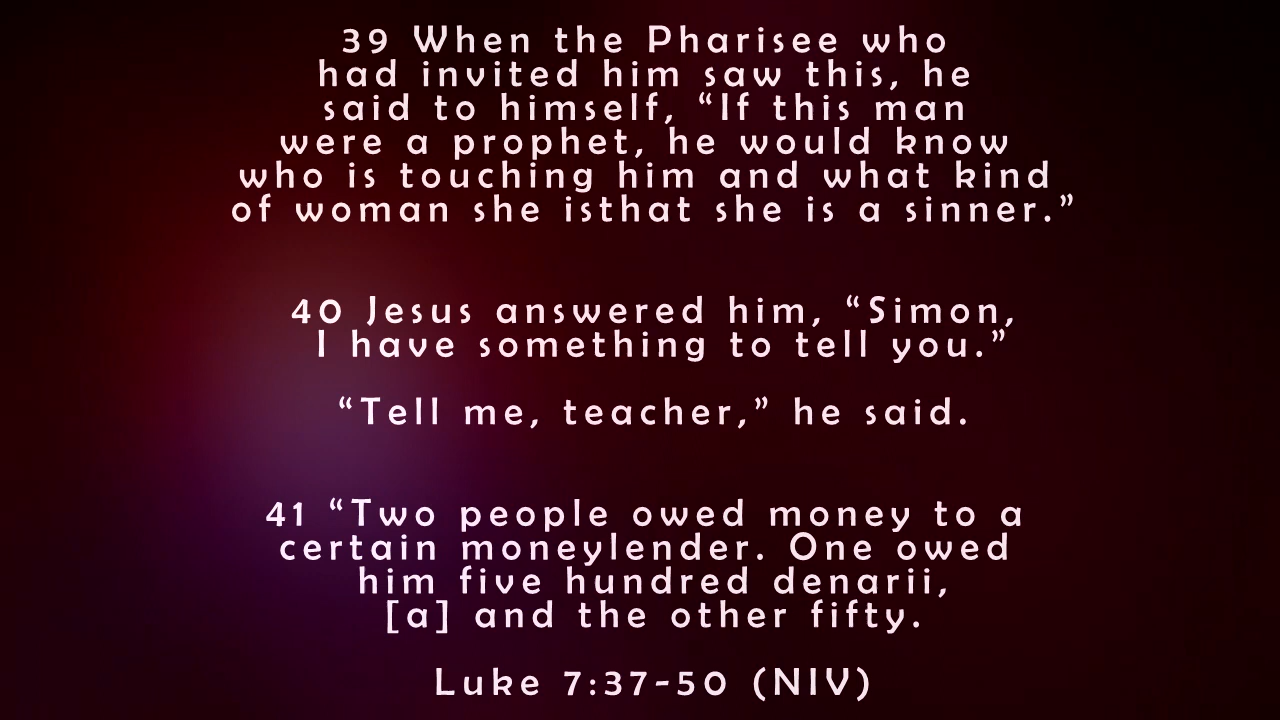 39 When the Pharisee who
had invited him saw this, he
said to himself, “If this man
were a prophet, he would know
who is touching him and what kind
of woman she isthat she is a sinner.”
40 Jesus answered him, “Simon,
I have something to tell you.”
“Tell me, teacher,” he said.
41 “Two people owed money to a
certain moneylender. One owed
him five hundred denarii,
[a] and the other fifty.
Luke 7:37-50 (NIV)